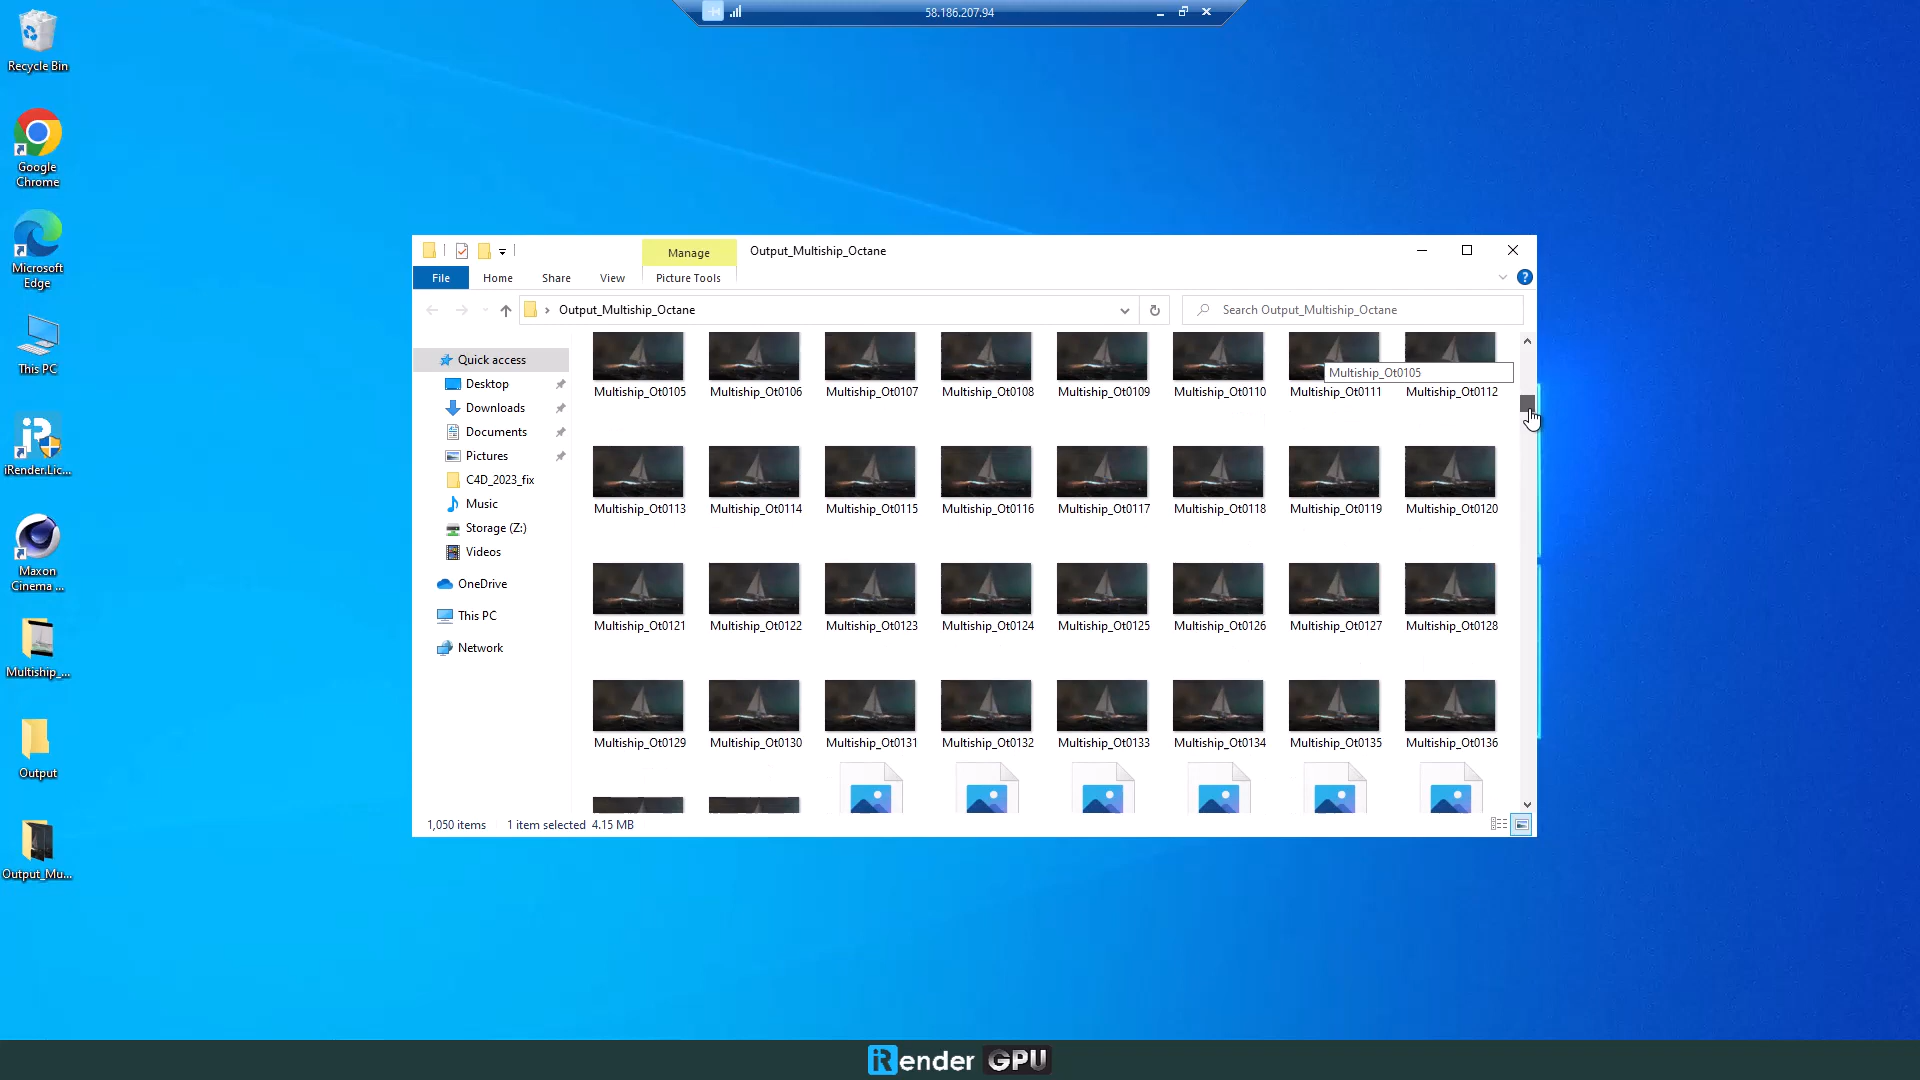 58.186.207.94
Recycle Bin
Google
Chrome
Microsoft
Edge
This PC
iRender.Lic...
Maxon
Cinema ...
Multiship_...
Output
Output_Mu...
Manage
Output_Multiship_Octane
File
Home
Share
View
Picture Tools
Output_Multiship_Octane
Search Output_Multiship_Octane
Quick access
Desktop
Downloads
Documents
Pictures
C4D_2023_fix
Music
Storage (Z:)
Videos
OneDrive
This PC
Network
Multiship_Ot0105
Multiship_Ot0105 Multiship_Ot0106 Multiship_Ot0107 Multiship_Ot0108 Multiship_Ot0109 Multiship_Ot0110 Multiship_Ot0111 Multiship_Ot0112
Multiship_Ot0113 Multiship_Ot0114 Multiship_Ot0115 Multiship_Ot0116 Multiship_Ot0117 Multiship_Ot0118 Multiship_Ot0119 Multiship_Ot0120
Multiship_Ot0121 Multiship_Ot0122 Multiship_Ot0123 Multiship_Ot0124 Multiship_Ot0125 Multiship_Ot0126 Multiship_Ot0127 Multiship_Ot0128
Multiship_Ot0129 Multiship_Ot0130 Multiship_Ot0131 Multiship_Ot0132 Multiship_Ot0133 Multiship_Ot0134 Multiship_Ot0135 Multiship_Ot0136
1,050 items 1 item selected 4.15 MB
iRender GPU